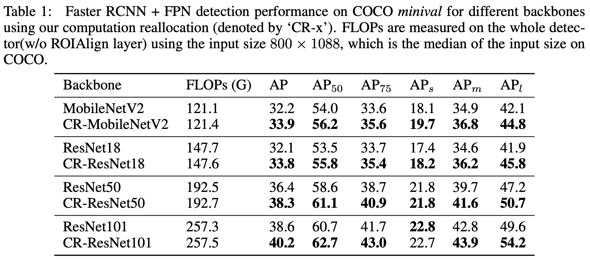 Table 1: Faster RCNN + FPN detection performance on COCO minival for different backbones
using our computation reallocation (denoted by ‘CR-x’). FLOPs are measured on the whole detec-
tor(w/o ROIAlign layer) using the input size 800 × 1088, which is the median of the input size on
COCO.
Backbone FLOPs (G) AP AP50 AP75 APs APm APl
MobileNetV2 121.1 32.2 54.0 33.6 18.1 34.9 42.1
CR-MobileNetV2 121.4 33.9 56.2 35.6 19.7 36.8 44.8
ResNet18 147.7 32.1 53.5 33.7 17.4 34.6 41.9
CR-ResNet18 147.6 33.8 55.8 35.4 18.2 36.2 45.8
ResNet50 192.5 36.4 58.6 38.7 21.8 39.7 47.2
CR-ResNet50 192.7 38.3 61.1 40.9 21.8 41.6 50.7
ResNet101 257.3 38.6 60.7 41.7 22.8 42.8 49.6
CR-ResNet101 257.5 40.2 62.7 43.0 22.7 43.9 54.2